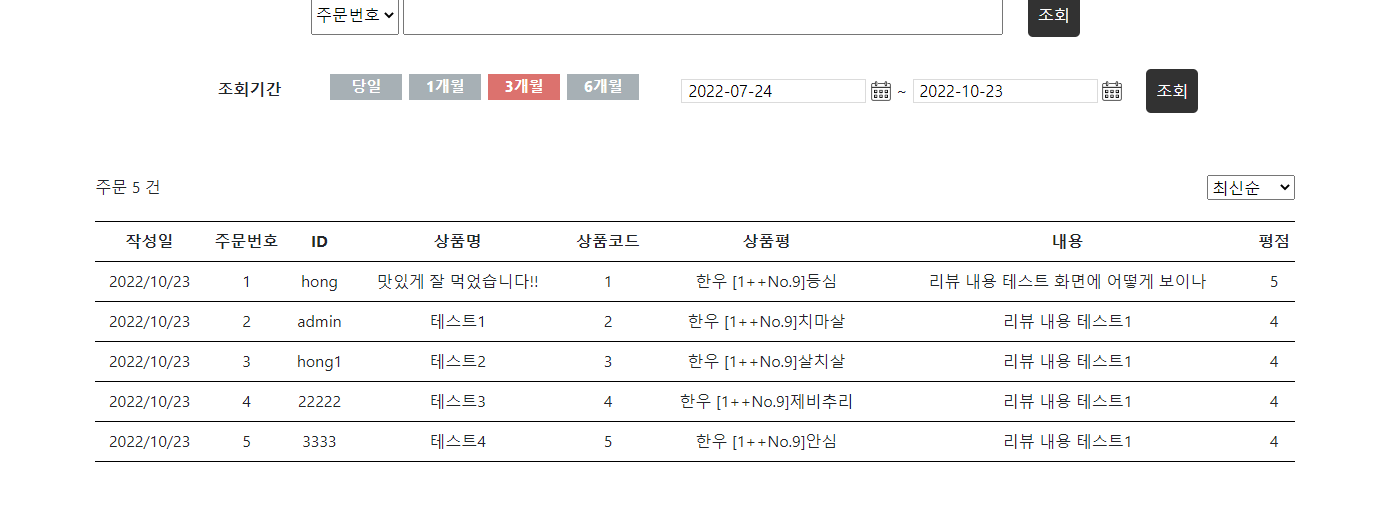 주문번호 조회
조회기간 당일 1개월 3개월 6개월 2022-07-24 ~ 2022-10-23 조회
주문 5 건 최신순
작성일 주문번호 ID 상품명 상품코드 상품평 내용 평점
2022/10/23 1 hong 맛있게 잘 먹었습니다!! 1 한우 [1++No.9]등심 리뷰 내용 테스트 화면에 어떻게 보이나 5
2022/10/23 2 admin 테스트1 2 한우 [1++No.9]치마살 리뷰 내용 테스트1 4
2022/10/23 3 hong1 테스트2 3 한우 [1++No.9]살치살 리뷰 내용 테스트1 4
2022/10/23 4 22222 테스트3 4 한우 [1++No.9]제비추리 리뷰 내용 테스트1 4
2022/10/23 5 3333 테스트4 5 한우 [1++No.9]안심 리뷰 내용 테스트1 4